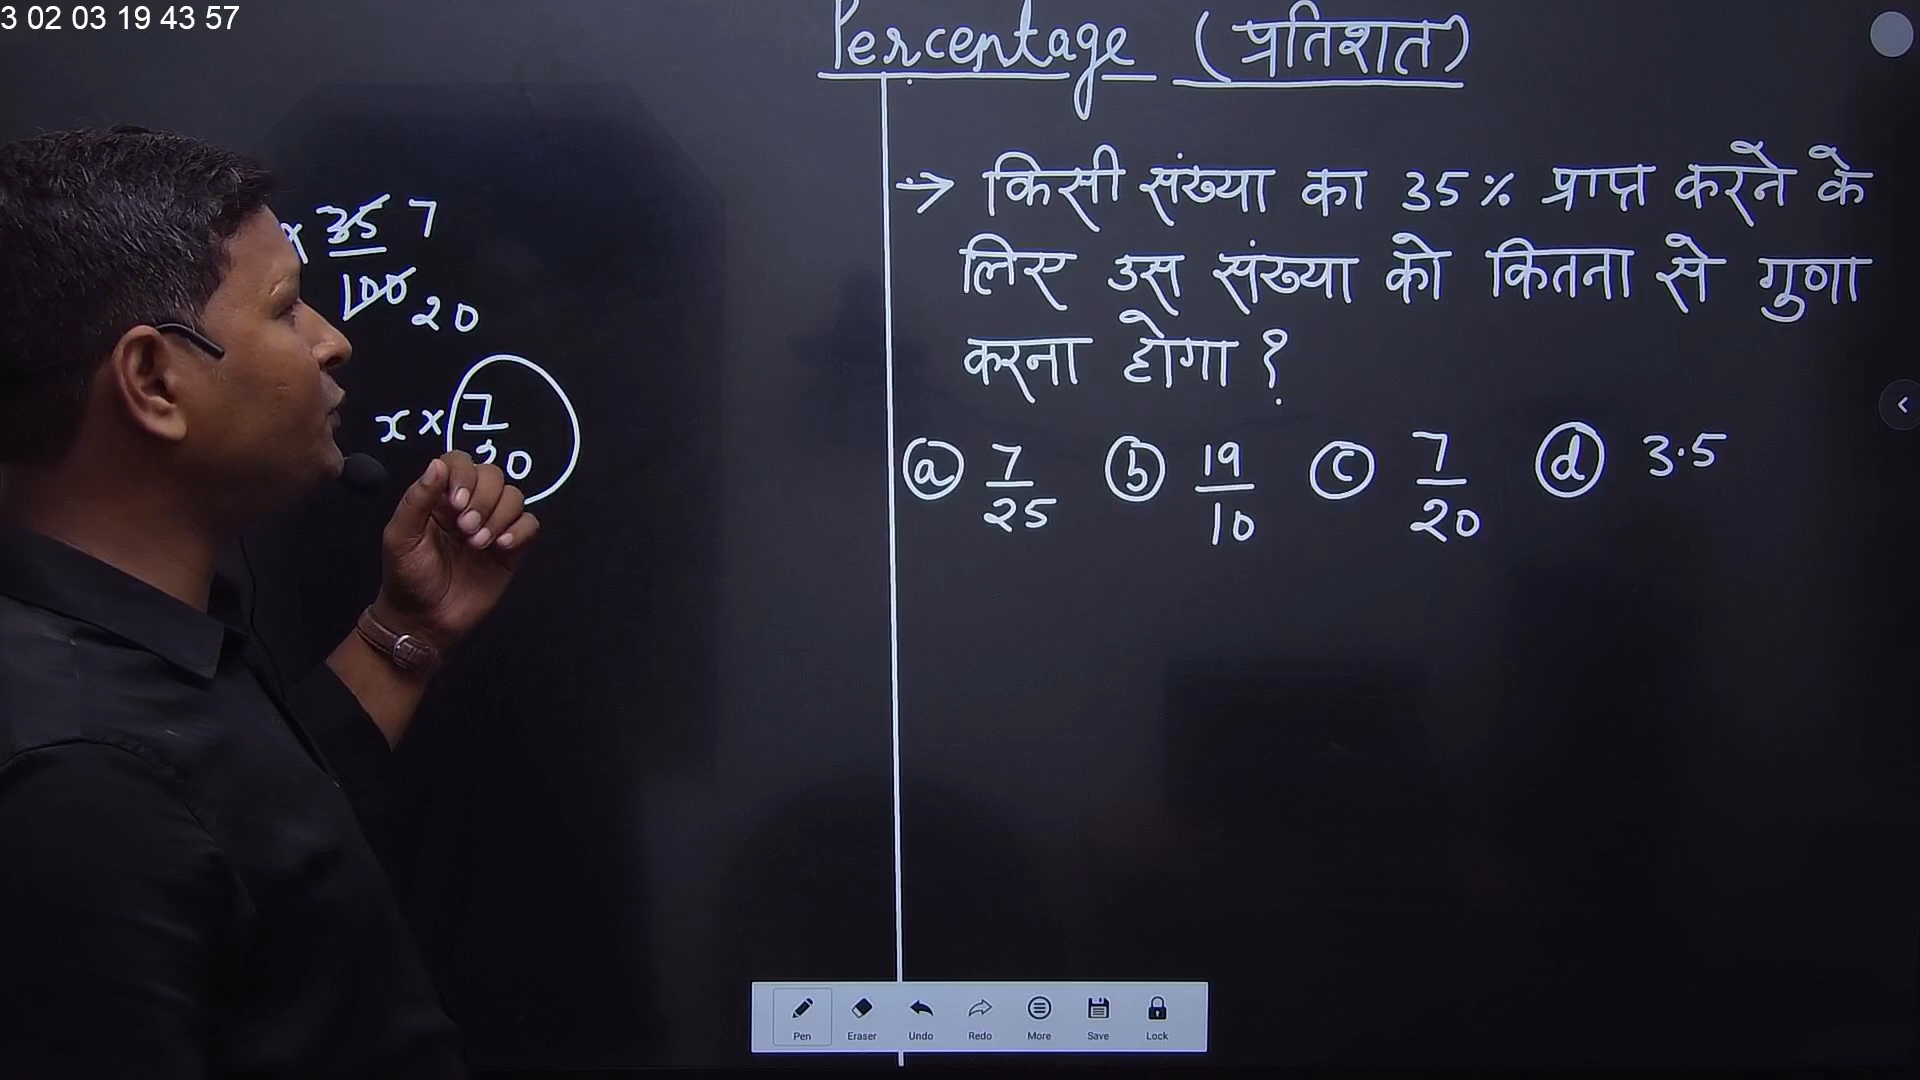 3 02 03 19 43 57
Percentage (प्रतिशत)
→ किसी संख्या का 35% प्राप्त करने के
लिए उस संख्या को कितना से गुणा
करना होगा ?
(a) 7/25 (b) 19/10 (c) 7/20 (d) 3.5
x 35/100 7
20
x × 7/20
Pen Eraser Undo Redo More Save Lock